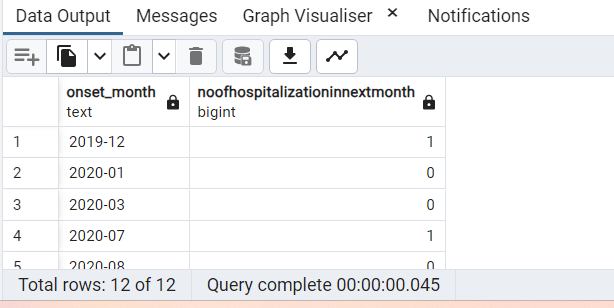 Data Output Messages Graph Visualiser × Notifications
onset_month noofhospitalizationinnextmonth
text bigint
1 2019-12 1
2 2020-01 0
3 2020-03 0
4 2020-07 1
5 2020-08 0
Total rows: 12 of 12 Query complete 00:00:00.045